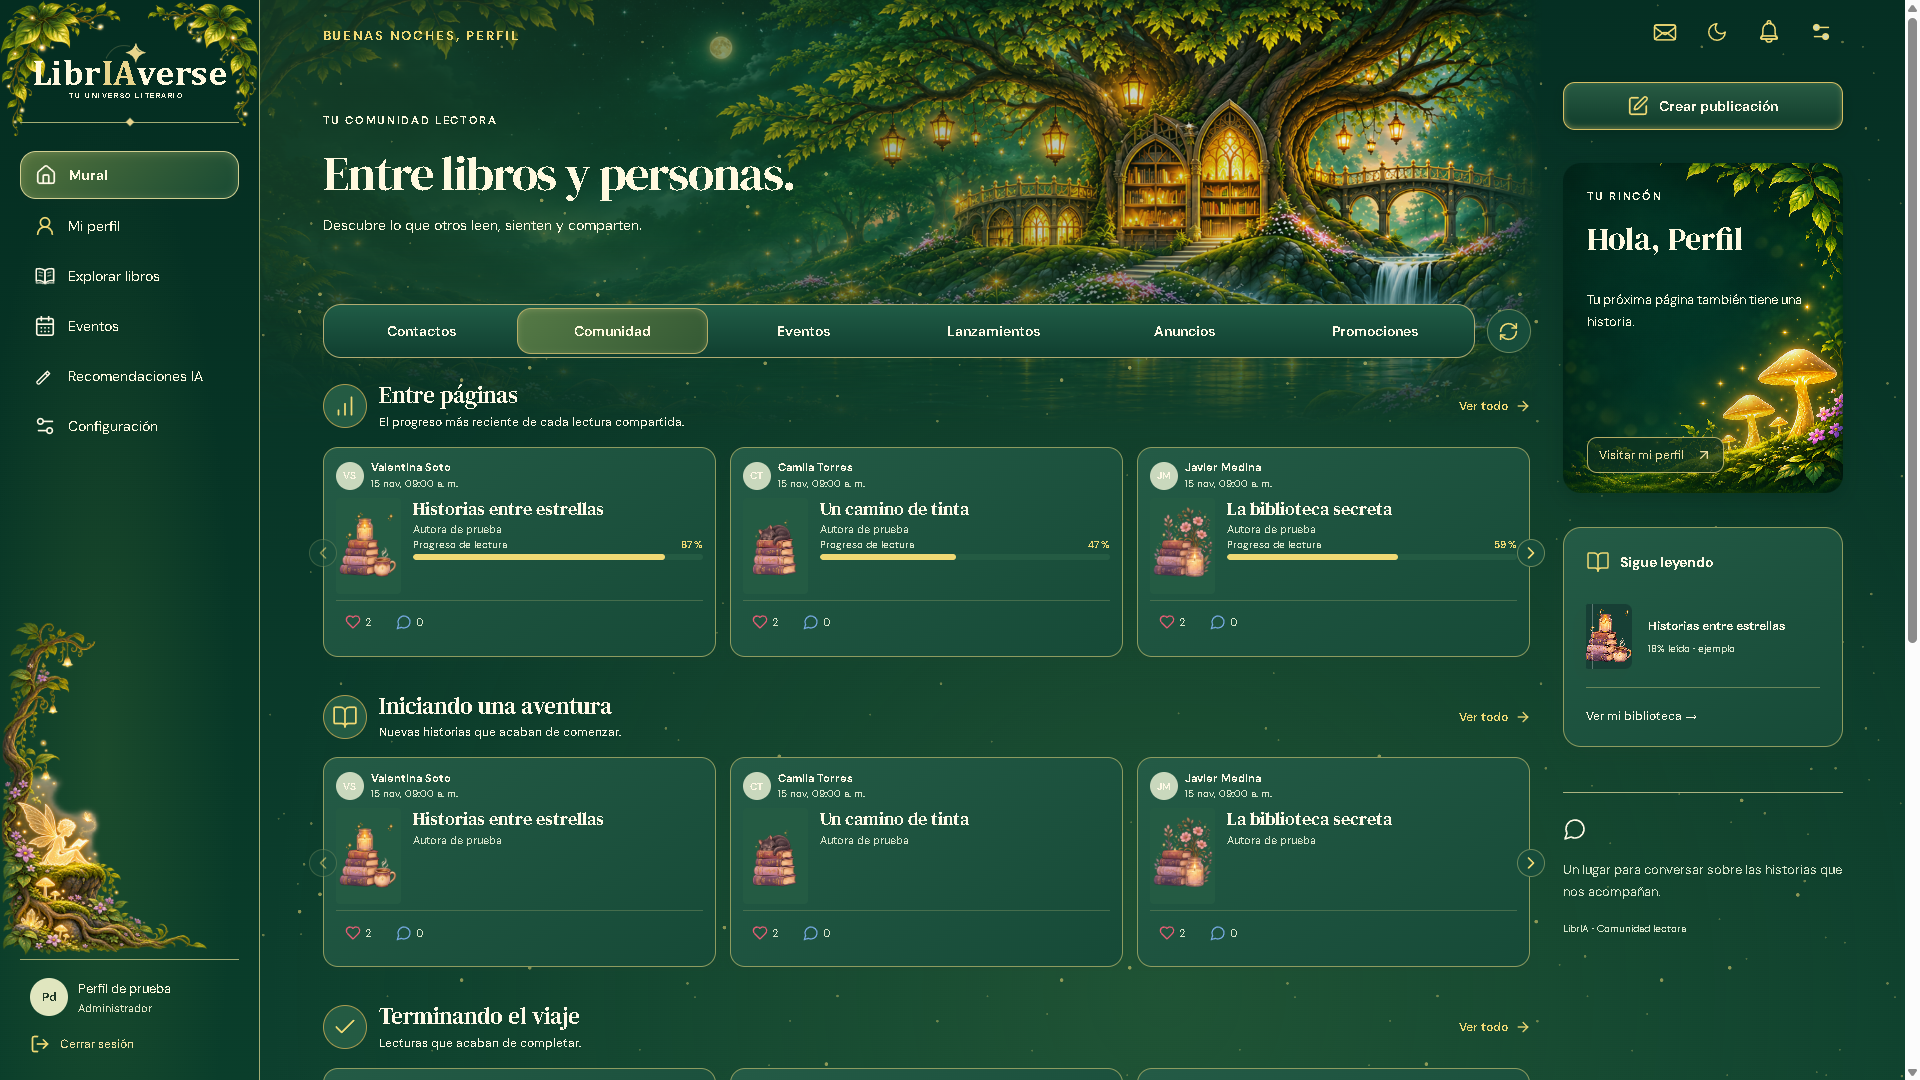 LibrIAverse
TU UNIVERSO LITERARIO
Mural
Mi perfil
Explorar libros
Eventos
Recomendaciones IA
Configuración
Pd
Perfil de prueba
Administrador
Cerrar sesión
BUENAS NOCHES, PERFIL
TU COMUNIDAD LECTORA
Entre libros y personas.
Descubre lo que otros leen, sienten y comparten.
Contactos
Comunidad
Eventos
Lanzamientos
Anuncios
Promociones
Entre páginas
El progreso más reciente de cada lectura compartida.
Ver todo →
VS
Valentina Soto
15 nov, 09:00 a. m.
Historias entre estrellas
Autora de prueba
Progreso de lectura 87%
2 0
CT
Camila Torres
15 nov, 09:00 a. m.
Un camino de tinta
Autora de prueba
Progreso de lectura 47%
2 0
JM
Javier Medina
15 nov, 09:00 a. m.
La biblioteca secreta
Autora de prueba
Progreso de lectura 59%
2 0
Iniciando una aventura
Nuevas historias que acaban de comenzar.
Ver todo →
VS
Valentina Soto
15 nov, 09:00 a. m.
Historias entre estrellas
Autora de prueba
2 0
CT
Camila Torres
15 nov, 09:00 a. m.
Un camino de tinta
Autora de prueba
2 0
JM
Javier Medina
15 nov, 09:00 a. m.
La biblioteca secreta
Autora de prueba
2 0
Terminando el viaje
Lecturas que acaban de completar.
Ver todo →
Crear publicación
TU RINCÓN
Hola, Perfil
Tu próxima página también tiene una
historia.
Visitar mi perfil
Sigue leyendo
Historias entre estrellas
18% leído · ejemplo
Ver mi biblioteca →
Un lugar para conversar sobre las historias que
nos acompañan.
LibrIA · Comunidad lectora